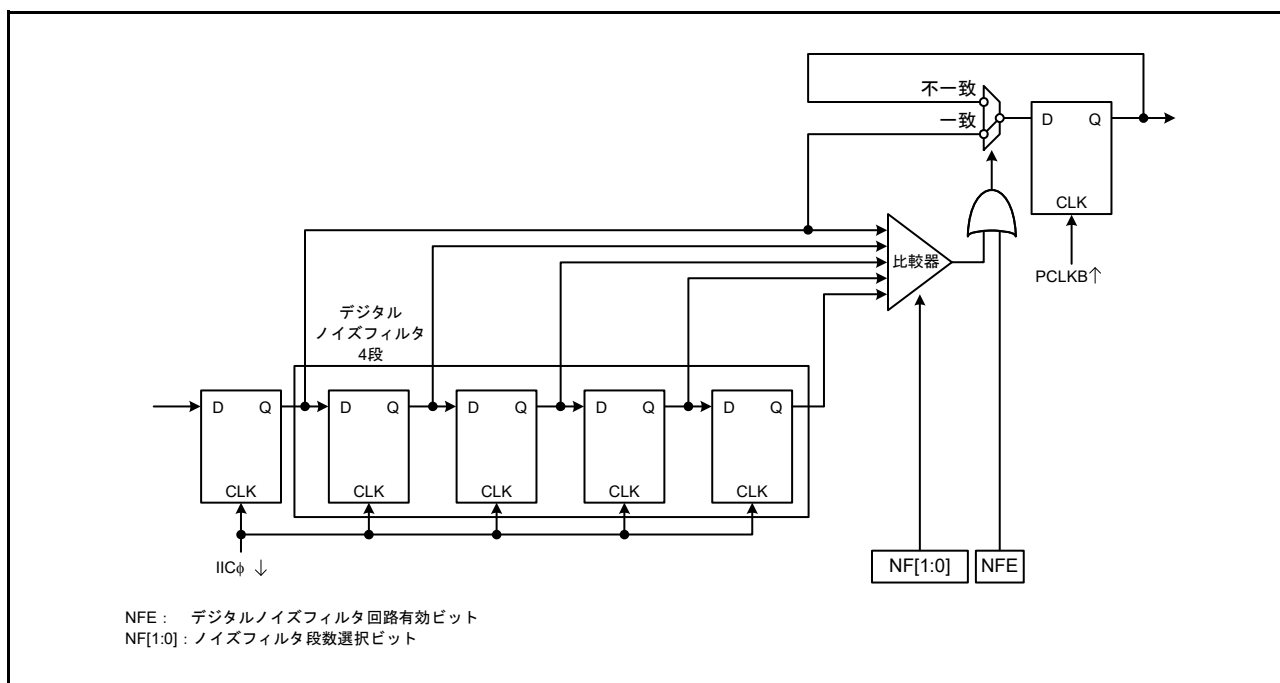 不一致
一致
D Q
CLK
PCLKB↑
比較器
デジタル
ノイズフィルタ
4段
D Q
D Q
D Q
D Q
D Q
CLK
CLK
CLK
CLK
CLK
IICφ ↓
NF[1:0]
NFE
NFE : デジタルノイズフィルタ回路有効ビット
NF[1:0] : ノイズフィルタ段数選択ビット